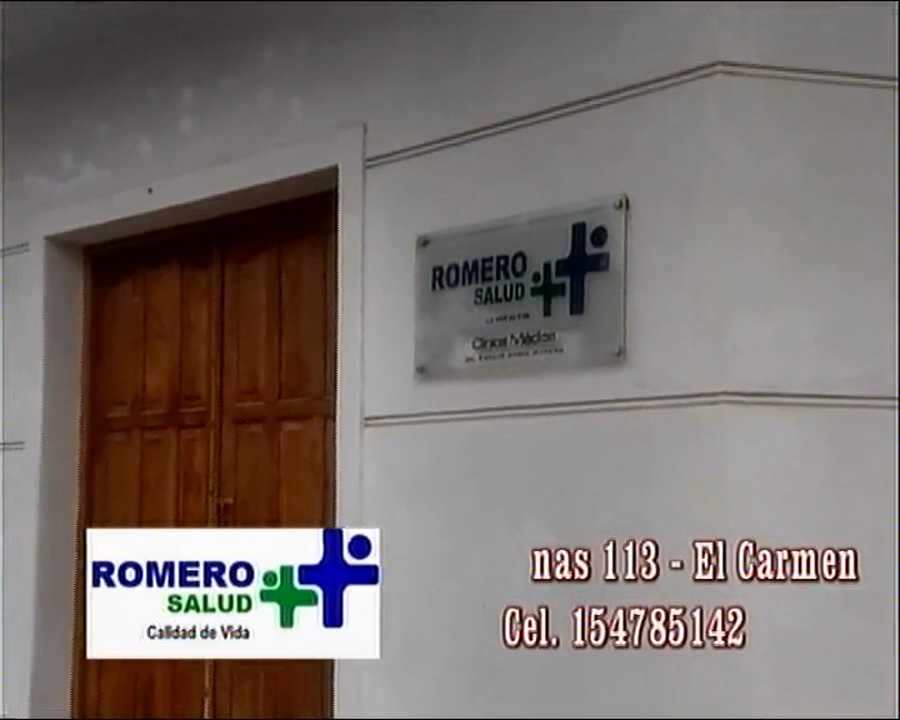 ROMERO
SALUD
Clínica Médica
ROMERO
SALUD
Calidad de Vida
nas 113 - El Carmen
Cel. 154785142